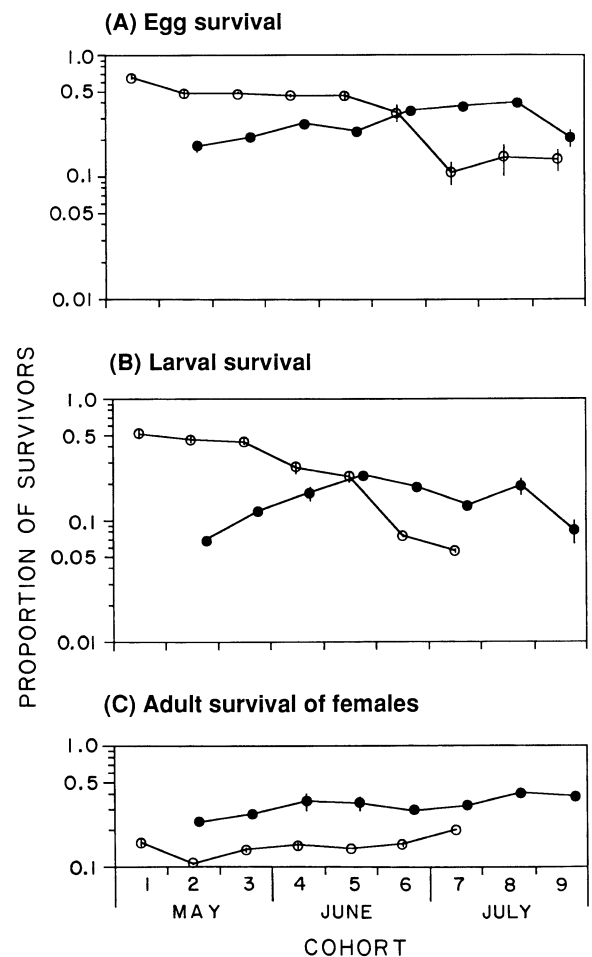 (A) Egg survival
1.0
0.5
0.1
0.05
0.01
PROPORTION OF SURVIVORS
(B) Larval survival
1.0
0.5
0.1
0.05
0.01
(C) Adult survival of females
1.0
0.5
0.1
1 2 3 4 5 6 7 8 9
MAY JUNE JULY
COHORT